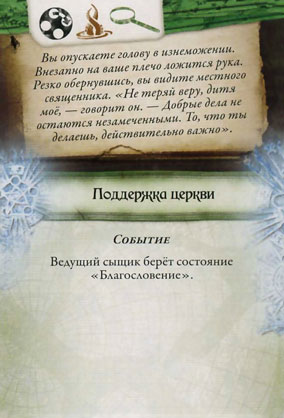 Вы опускаете голову в изнеможении.
Внезапно на ваше плечо ложится рука.
Резко обернувшись, вы видите местного
священника. «Не теряй веру, дитя
моё, — говорит он. — Добрые дела не
остаются незамеченными. То, что ты
делаешь, действительно важно».
Поддержка церкви
Событие
Ведущий сыщик берёт состояние
«Благословение».